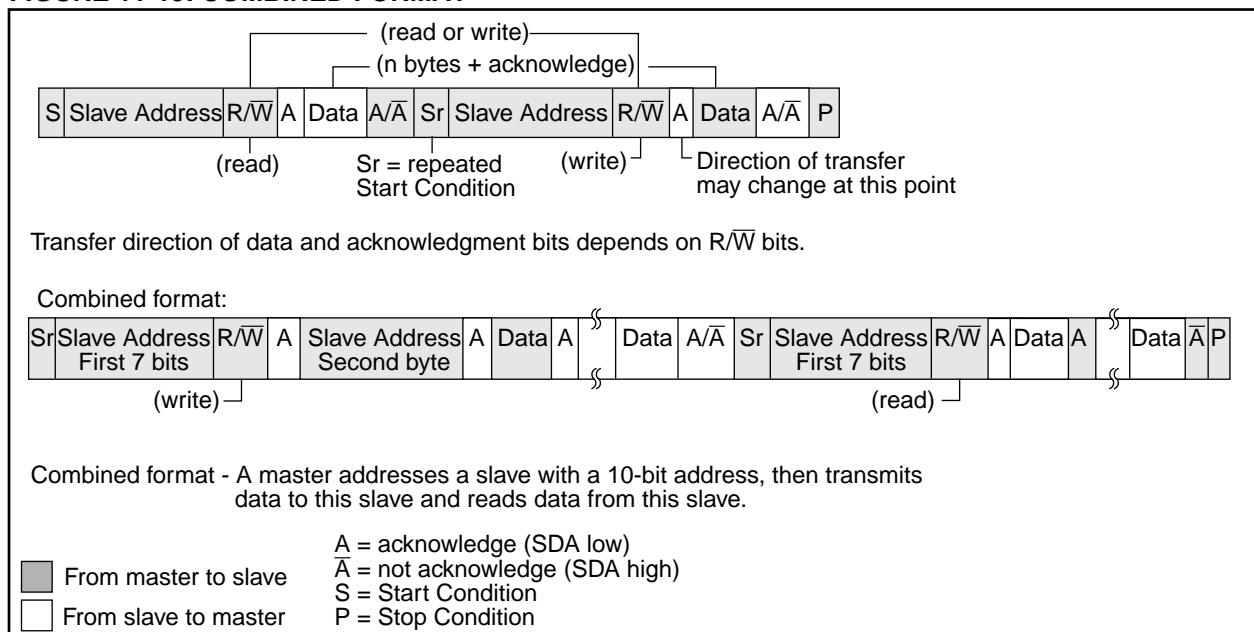 (read or write)
(n bytes + acknowledge)
S Slave Address R/W̅ A Data A/A̅ Sr Slave Address R/W̅ A Data A/A̅ P
(read) Sr = repeated (write) Direction of transfer
Start Condition may change at this point
Transfer direction of data and acknowledgment bits depends on R/W̅ bits.
Combined format:
Sr Slave Address R/W̅ A Slave Address A Data A Data A/A̅ Sr Slave Address R/W̅ A Data A Data A̅ P
First 7 bits Second byte First 7 bits
(write) (read)
Combined format - A master addresses a slave with a 10-bit address, then transmits
data to this slave and reads data from this slave.
A = acknowledge (SDA low)
From master to slave A̅ = not acknowledge (SDA high)
S = Start Condition
From slave to master P = Stop Condition